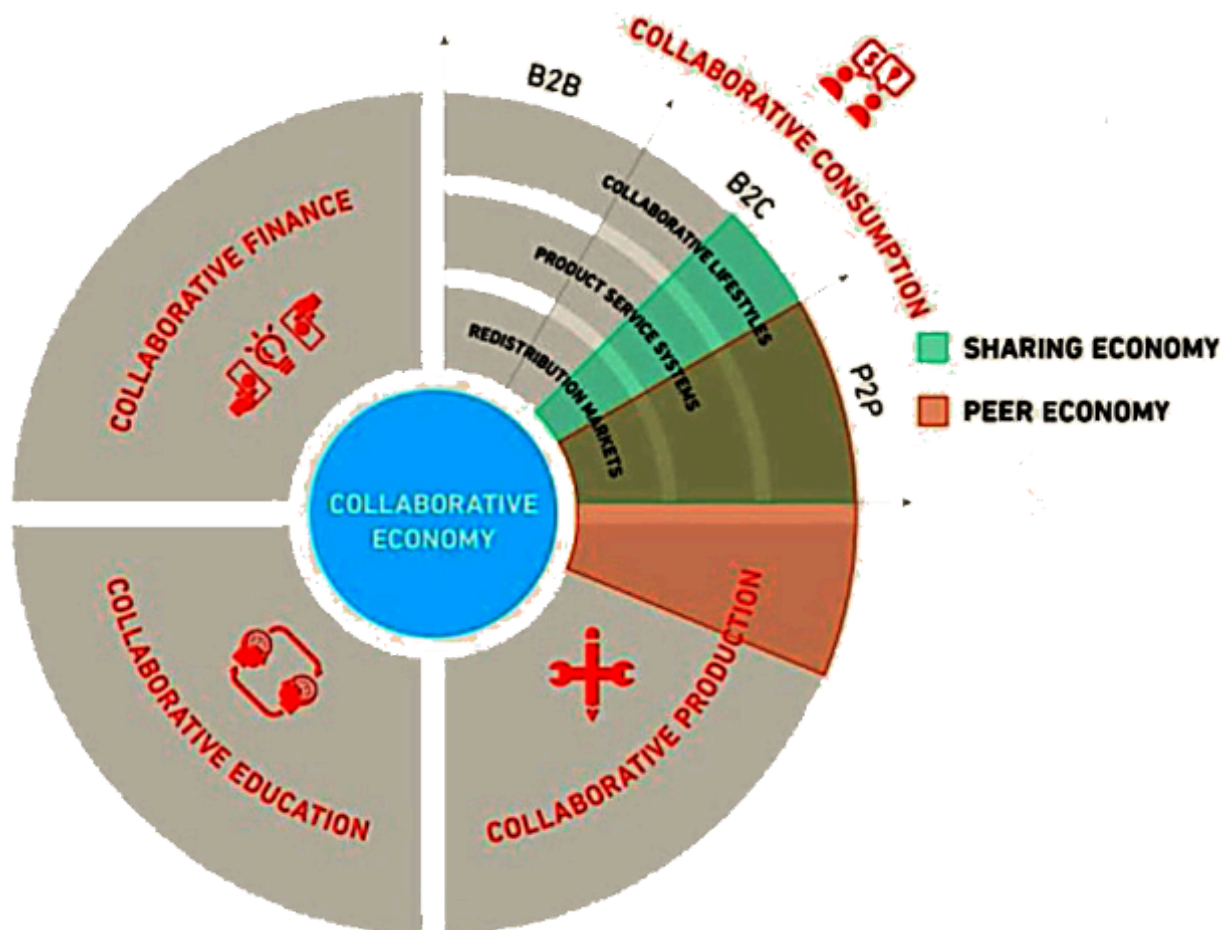 B2B
COLLABORATIVE CONSUMPTION
B2C
P2P
COLLABORATIVE LIFESTYLES
PRODUCT SERVICE SYSTEMS
REDISTRIBUTION MARKETS
COLLABORATIVE FINANCE
SHARING ECONOMY
PEER ECONOMY
COLLABORATIVE
ECONOMY
COLLABORATIVE EDUCATION
COLLABORATIVE PRODUCTION